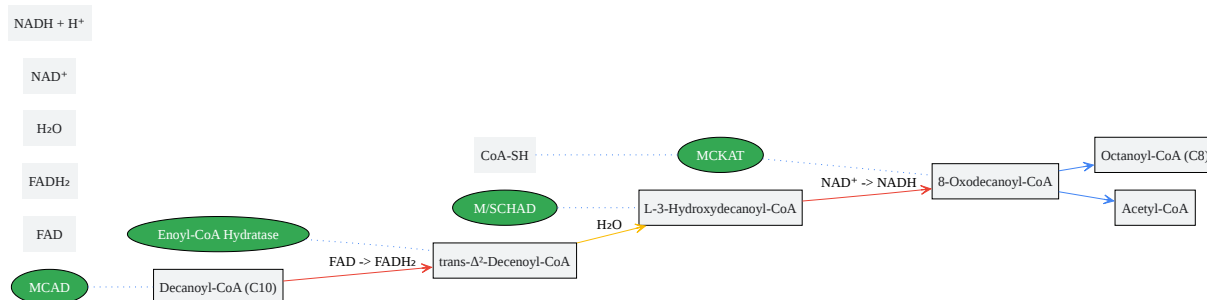 NADH + H⁺
NAD⁺
H₂O
FADH₂
FAD
MCAD
Decanoyl-CoA (C10)
Enoyl-CoA Hydratase
FAD -> FADH₂
trans-Δ²-Decenoyl-CoA
H₂O
M/SCHAD
L-3-Hydroxydecanoyl-CoA
CoA-SH
MCKAT
NAD⁺ -> NADH
8-Oxodecanoyl-CoA
Octanoyl-CoA (C8)
Acetyl-CoA